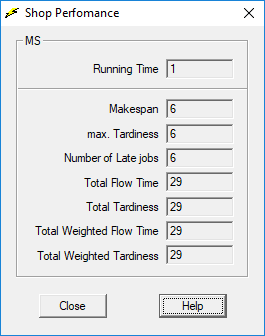 Shop Perfomance
MS
Running Time 1
Makespan 6
max. Tardiness 6
Number of Late jobs 6
Total Flow Time 29
Total Tardiness 29
Total Weighted Flow Time 29
Total Weighted Tardiness 29
Close Help